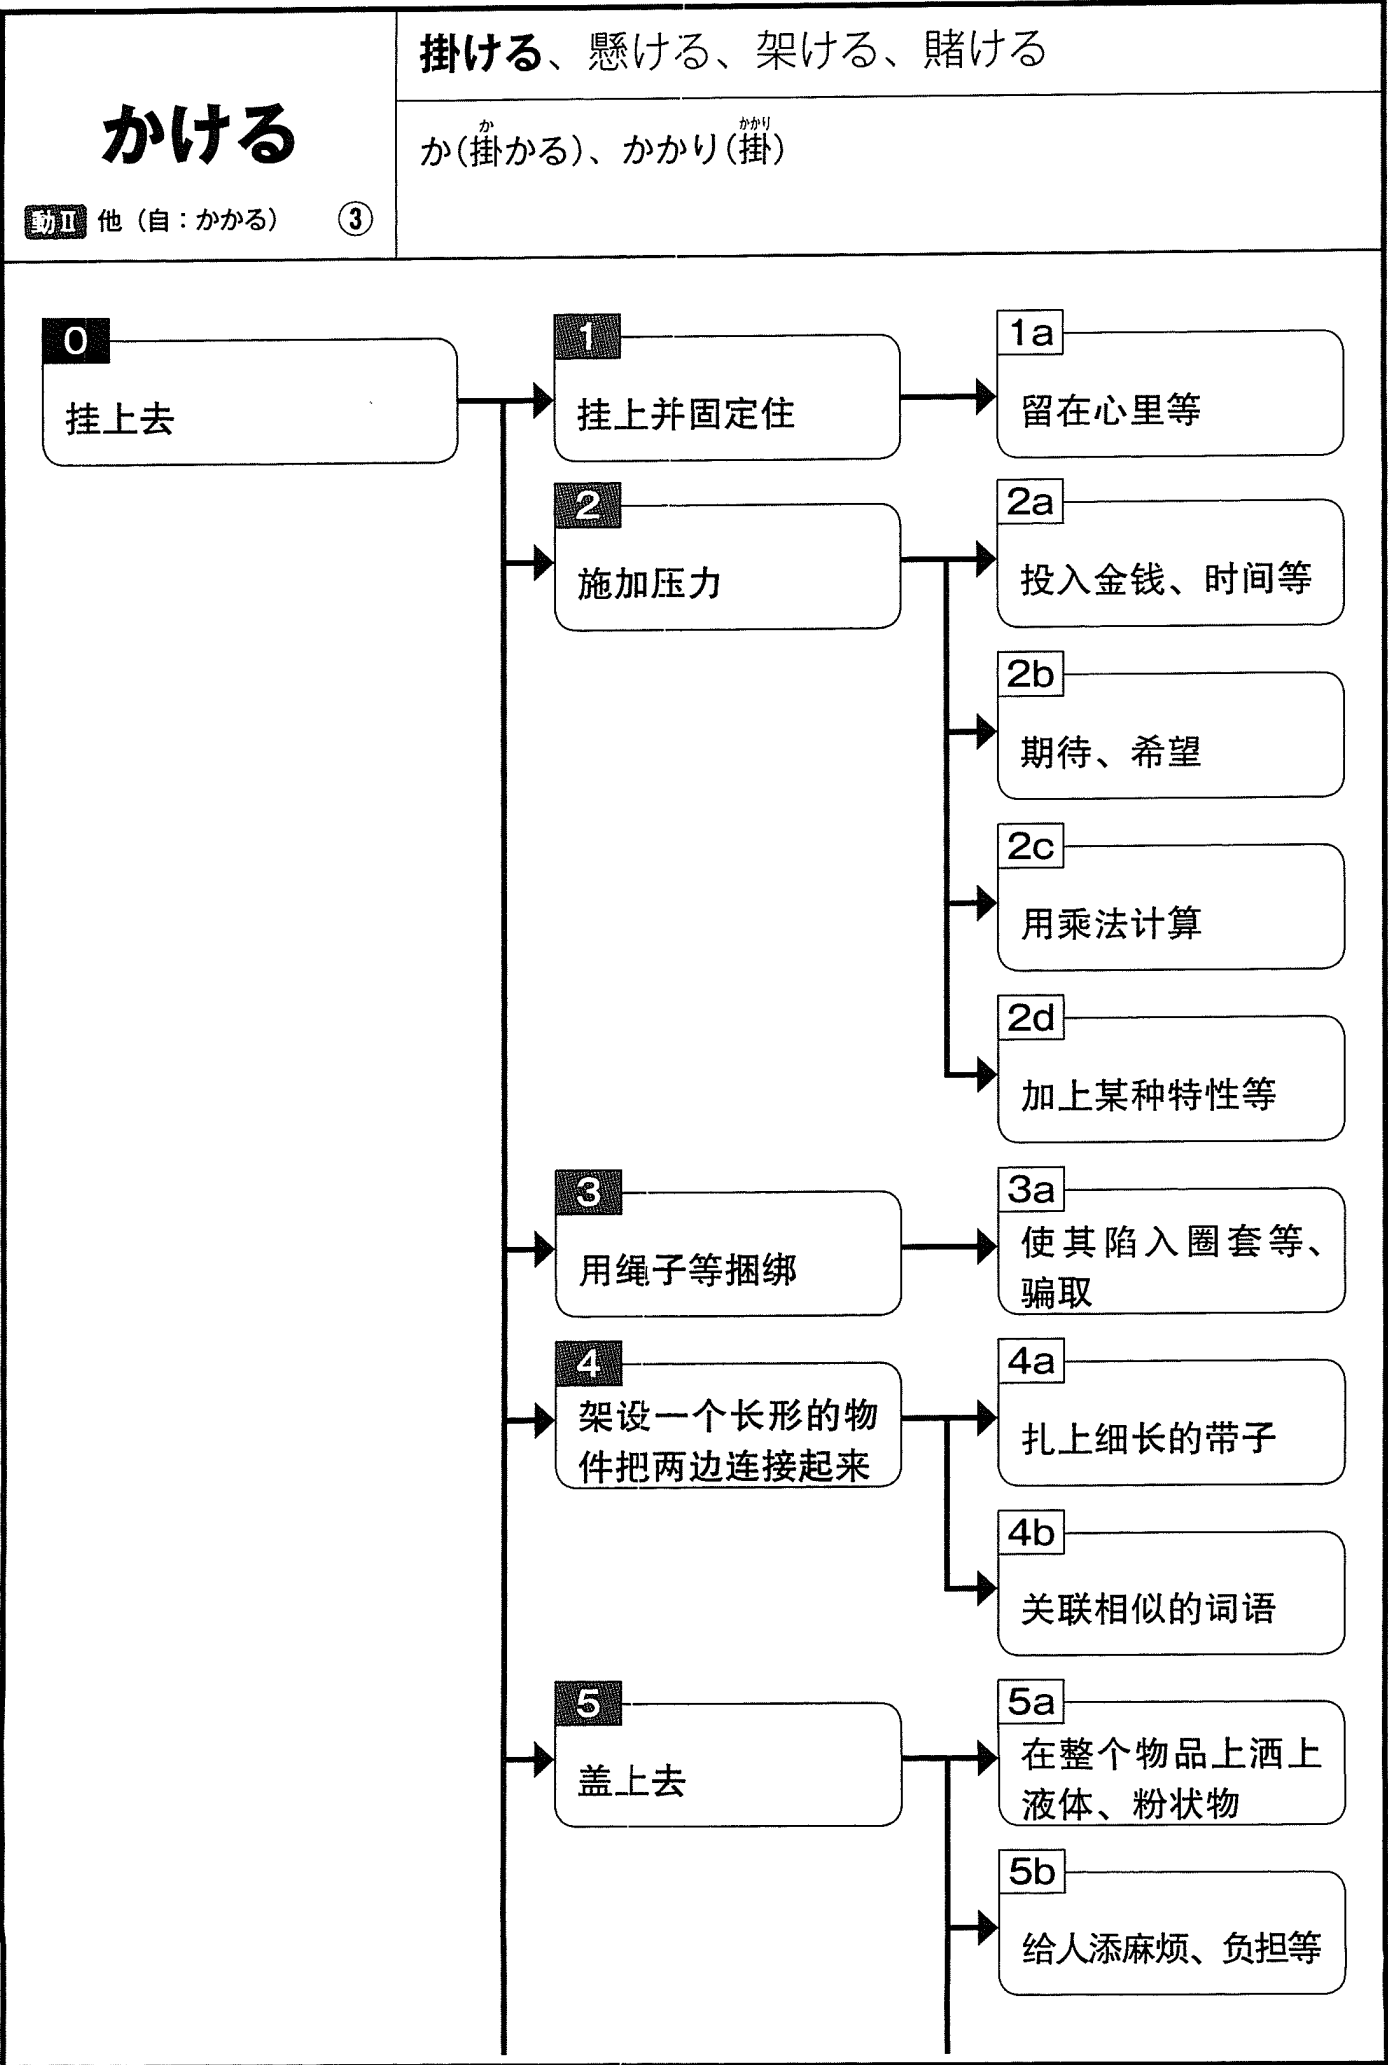 かける
動Ⅱ 他（自：かかる） ③
掛ける、懸ける、架ける、賭ける
か(掛かる)、かかり(掛)
か かかり
0
挂上去
1
挂上并固定住
1a
留在心里等
2
施加压力
2a
投入金钱、时间等
2b
期待、希望
2c
用乘法计算
2d
加上某种特性等
3
用绳子等捆绑
3a
使其陷入圈套等、
骗取
4
架设一个长形的物
件把两边连接起来
4a
扎上细长的带子
4b
关联相似的词语
5
盖上去
5a
在整个物品上洒上
液体、粉状物
5b
给人添麻烦、负担等